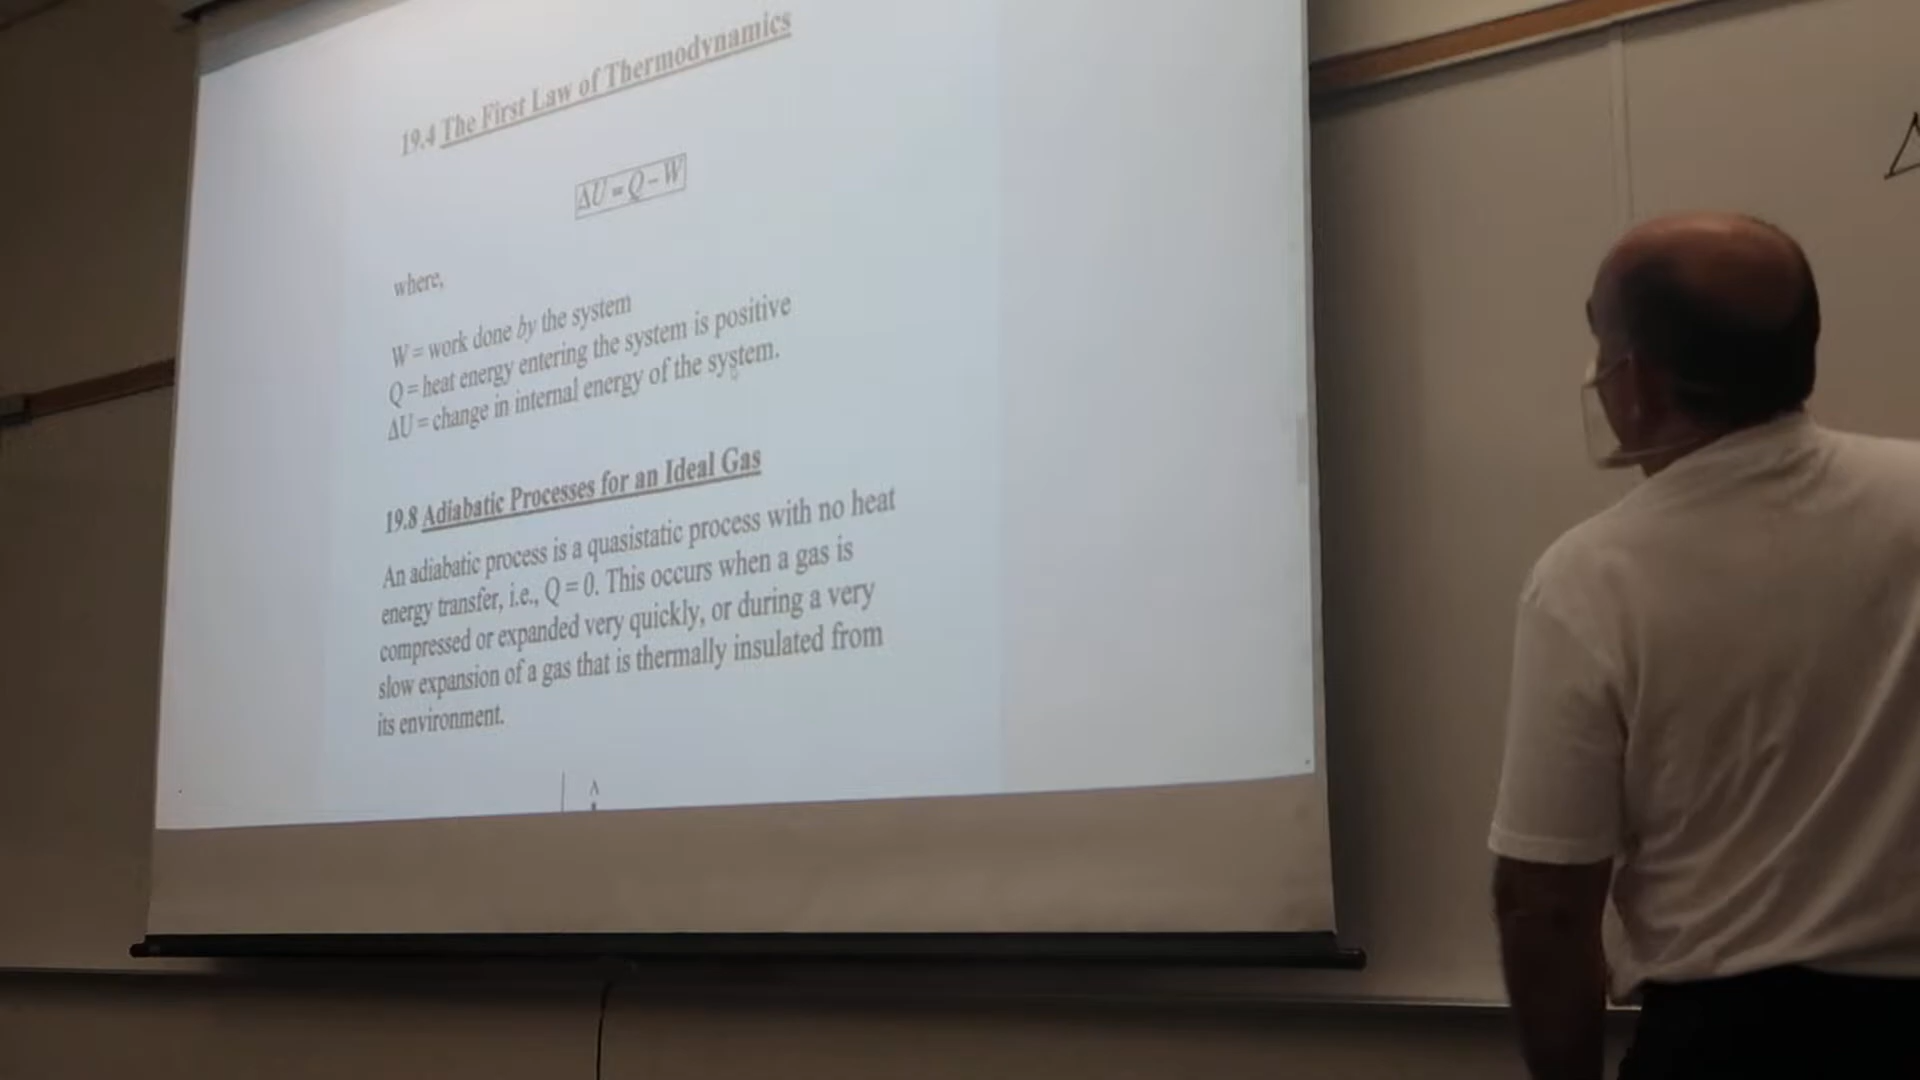 19.4 The First Law of Thermodynamics
ΔU = Q – W
where,
W = work done by the system
Q = heat energy entering the system is positive
ΔU = change in internal energy of the system.
19.8 Adiabatic Processes for an Ideal Gas
An adiabatic process is a quasistatic process with no heat
energy transfer, i.e., Q = 0. This occurs when a gas is
compressed or expanded very quickly, or during a very
slow expansion of a gas that is thermally insulated from
its environment.